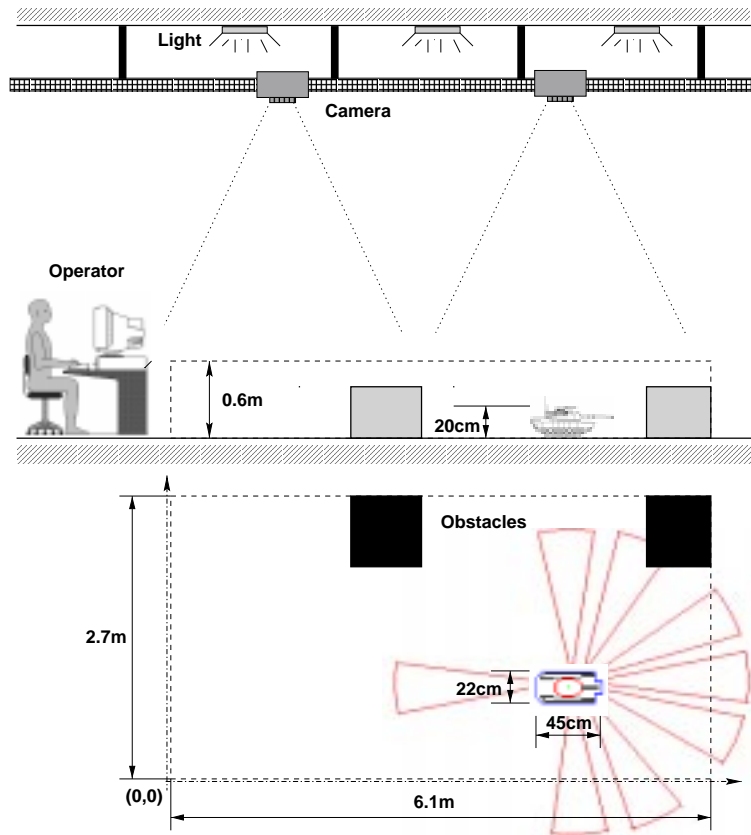 Light
Camera
Operator
0.6m
20cm
Obstacles
2.7m
22cm
45cm
(0,0)
6.1m